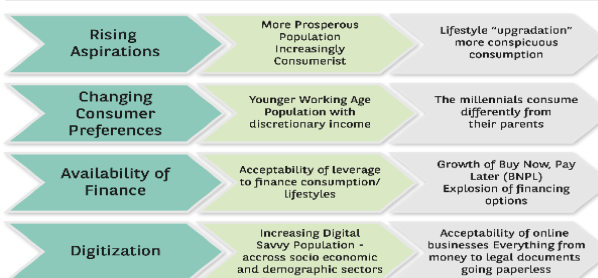 Rising
Aspirations
More Prosperous
Population
Increasingly
Consumerist
Lifestyle “upgradation”
more conspicuous
consumption
Changing
Consumer
Preferences
Younger Working Age
Population with
discretionary income
The millennials consume
differently from
their parents
Availability of
Finance
Acceptability of leverage
to finance consumption/
lifestyles
Growth of Buy Now, Pay
Later (BNPL)
Explosion of financing
options
Digitization
Increasing Digital
Savvy Population -
accross socio economic
and demographic sectors
Acceptability of online
businesses Everything from
money to legal documents
going paperless